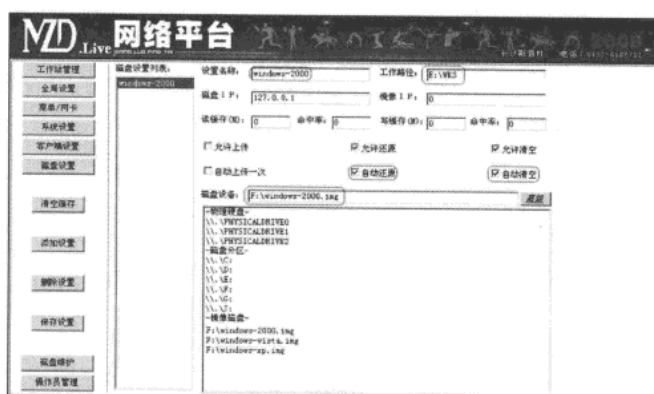 MZD.Live 网络平台
工作站管理
全局设置
菜单/网卡
系统设置
客户端设置
磁盘设置
清空缓存
添加设置
删除设置
保存设置
磁盘维护
操作员管理
磁盘设置列表:
windows-2000
设置名称: windows-2000 工作路径: E:\WKS
磁盘IP: 127.0.0.1 镜像IP: 0
读缓存(M): 0 命中率: 0 写缓存(M): 0 命中率: 0
允许上传 允许还原 允许清空
自动上传一次 自动还原 自动清空
磁盘设备: F:\windows-2000.img
-物理硬盘-
\\.\PHYSICALDRIVE0
\\.\PHYSICALDRIVE1
\\.\PHYSICALDRIVE2
-磁盘分区-
\\.\C:
\\.\D:
\\.\E:
\\.\F:
\\.\G:
\\.\J:
-镜像磁盘-
F:\windows-2000.img
F:\windows-vista.img
F:\windows-xp.img